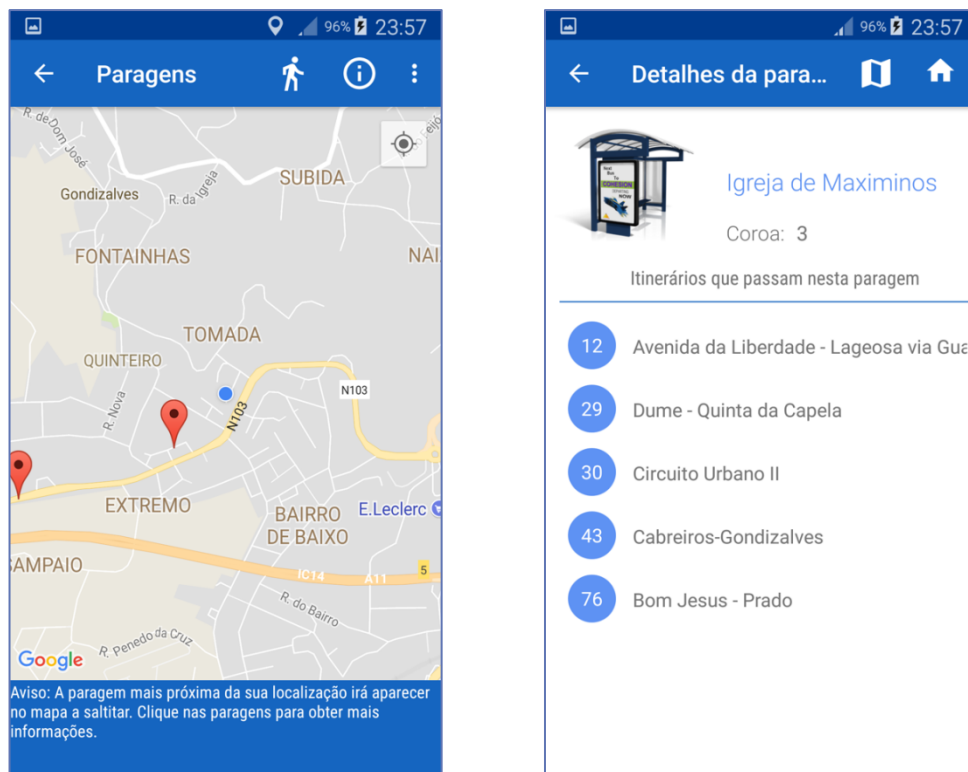 96% 23:57
Paragens
R. de Dom José
Gondizalves
R. da Igreja
SUBIDA
FONTAINHAS
NAI
TOMADA
QUINTEIRO
N103
R. Nova
N103
EXTREMO
BAIRRO
DE BAIXO
E.Leclerc
AMPAIO
IC14
A11
5
R. do Bairro
R. Penedo da Cruz
Google
Aviso: A paragem mais próxima da sua localização irá aparecer
no mapa a saltitar. Clique nas paragens para obter mais
informações.
96% 23:57
Detalhes da para...
COHESION
NOW
Igreja de Maximinos
Coroa: 3
Itinerários que passam nesta paragem
12 Avenida da Liberdade - Lageosa via Gua
29 Dume - Quinta da Capela
30 Circuito Urbano II
43 Cabreiros-Gondizalves
76 Bom Jesus - Prado